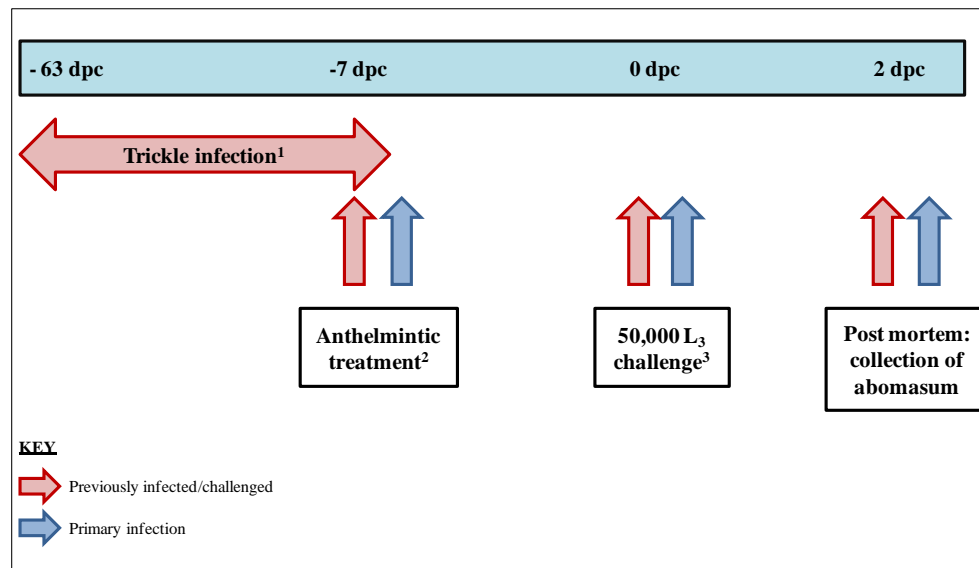 - 63 dpc -7 dpc 0 dpc 2 dpc
Trickle infection¹
Anthelmintic
treatment²
50,000 L₃
challenge³
Post mortem:
collection of
abomasum
KEY
Previously infected/challenged
Primary infection